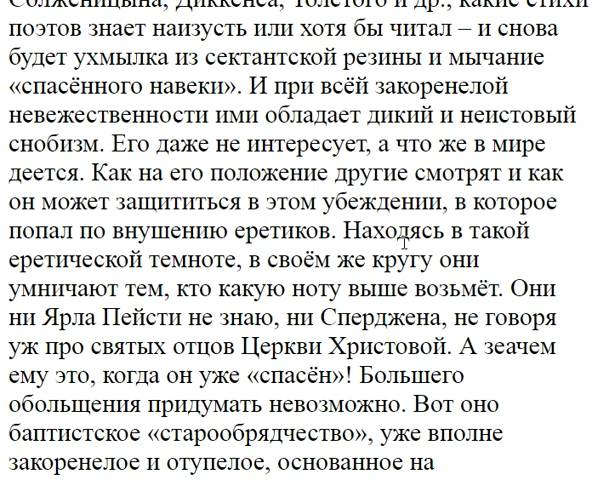 Солженицына, Диккенса, Толстого и др., какие стихи
поэтов знает наизусть или хотя бы читал – и снова
будет ухмылка из сектантской резины и мычание
«спасённого навеки». И при всёй закоренелой
невежественности ими обладает дикий и неистовый
снобизм. Его даже не интересует, а что же в мире
деется. Как на его положение другие смотрят и как
он может защититься в этом убеждении, в которое
попал по внушению еретиков. Находясь в такой
еретической темноте, в своём же кругу они
умничают тем, кто какую ноту выше возьмёт. Они
ни Ярла Пейсти не знаю, ни Сперджена, не говоря
уж про святых отцов Церкви Христовой. А зеачем
ему это, когда он уже «спасён»! Большего
обольщения придумать невозможно. Вот оно
баптистское «старообрядчество», уже вполне
закоренелое и отупелое, основанное на